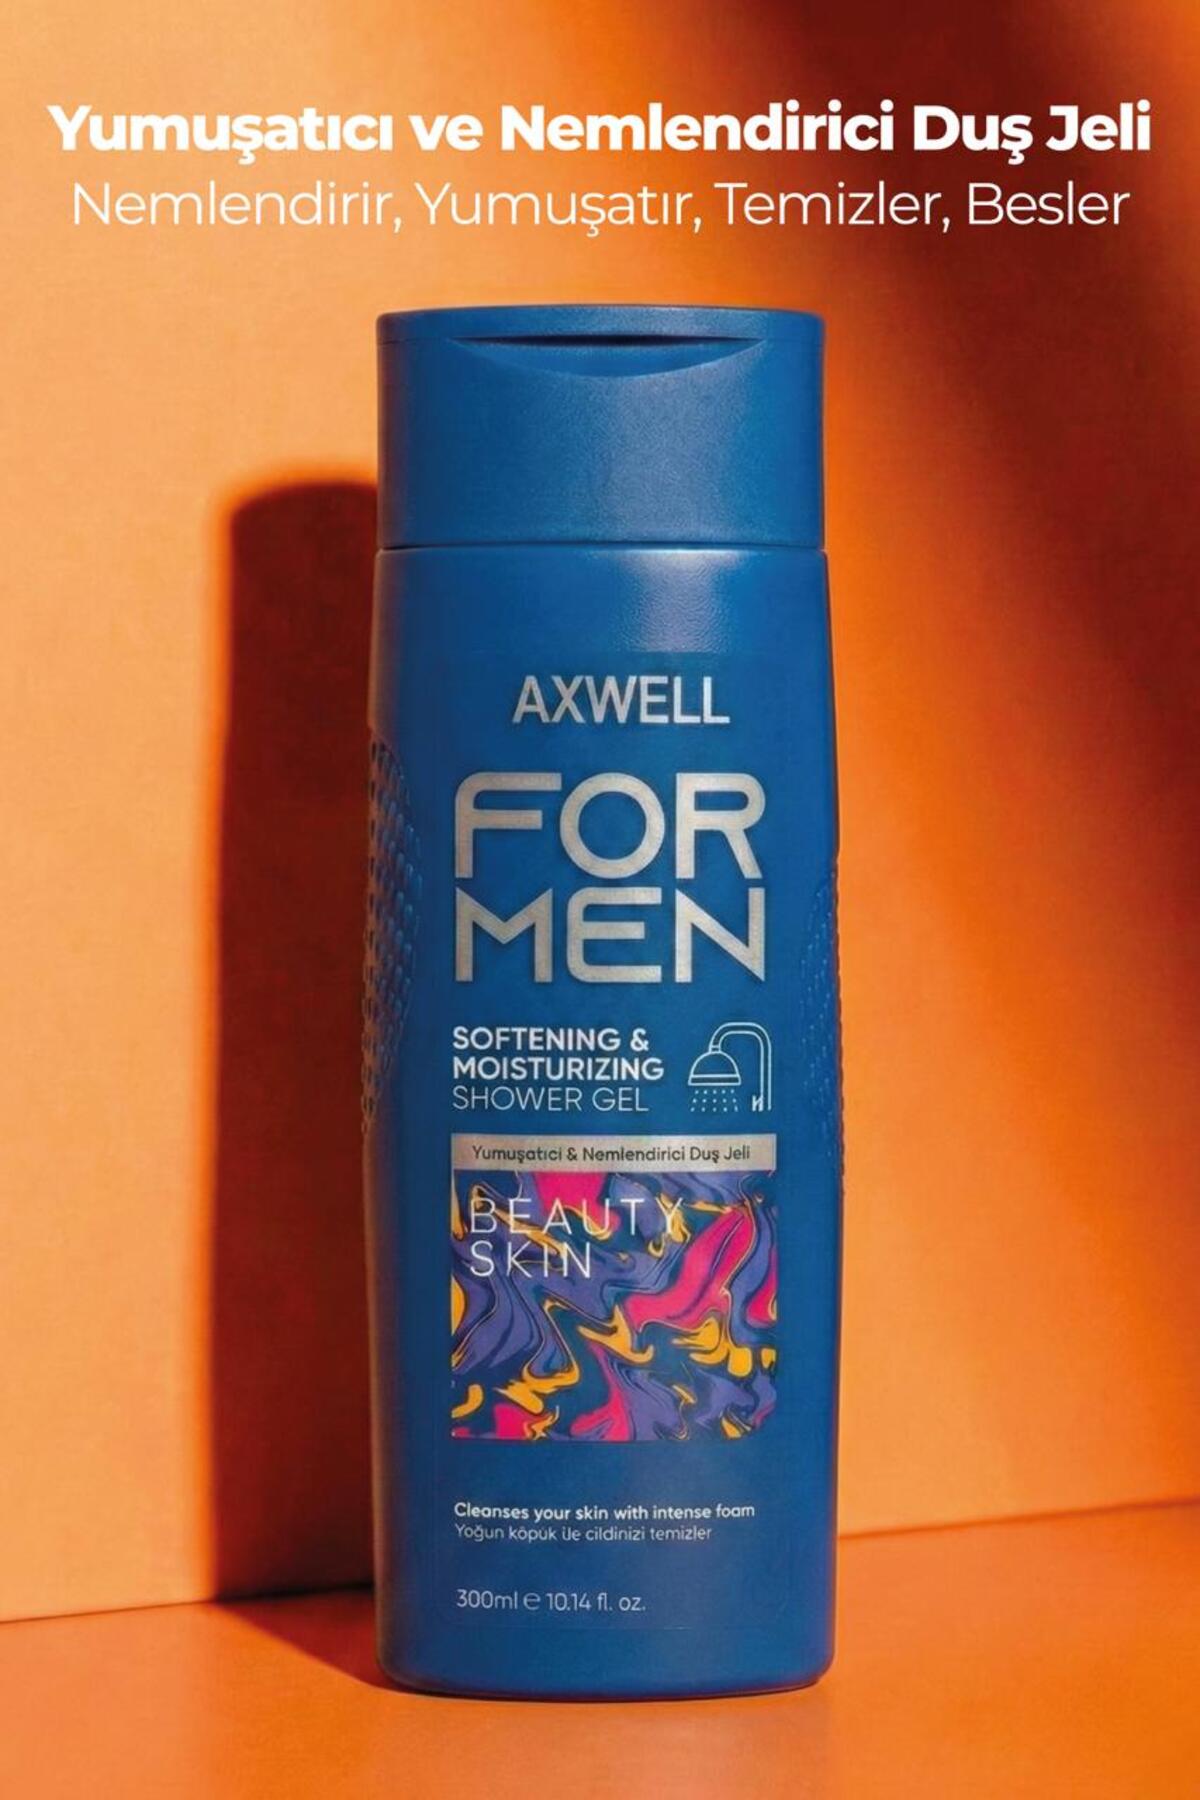 Yumuşatıcı ve Nemlendirici Duş Jeli
Nemlendirir, Yumuşatır, Temizler, Besler
AXWELL
FOR
MEN
SOFTENING &
MOISTURIZING
SHOWER GEL
Yumuşatıcı & Nemlendirici Duş Jeli
BEAUTY
SKIN
Cleanses your skin with intense foam
Yoğun köpük ile cildinizi temizler
300ml e 10.14 fl. oz.